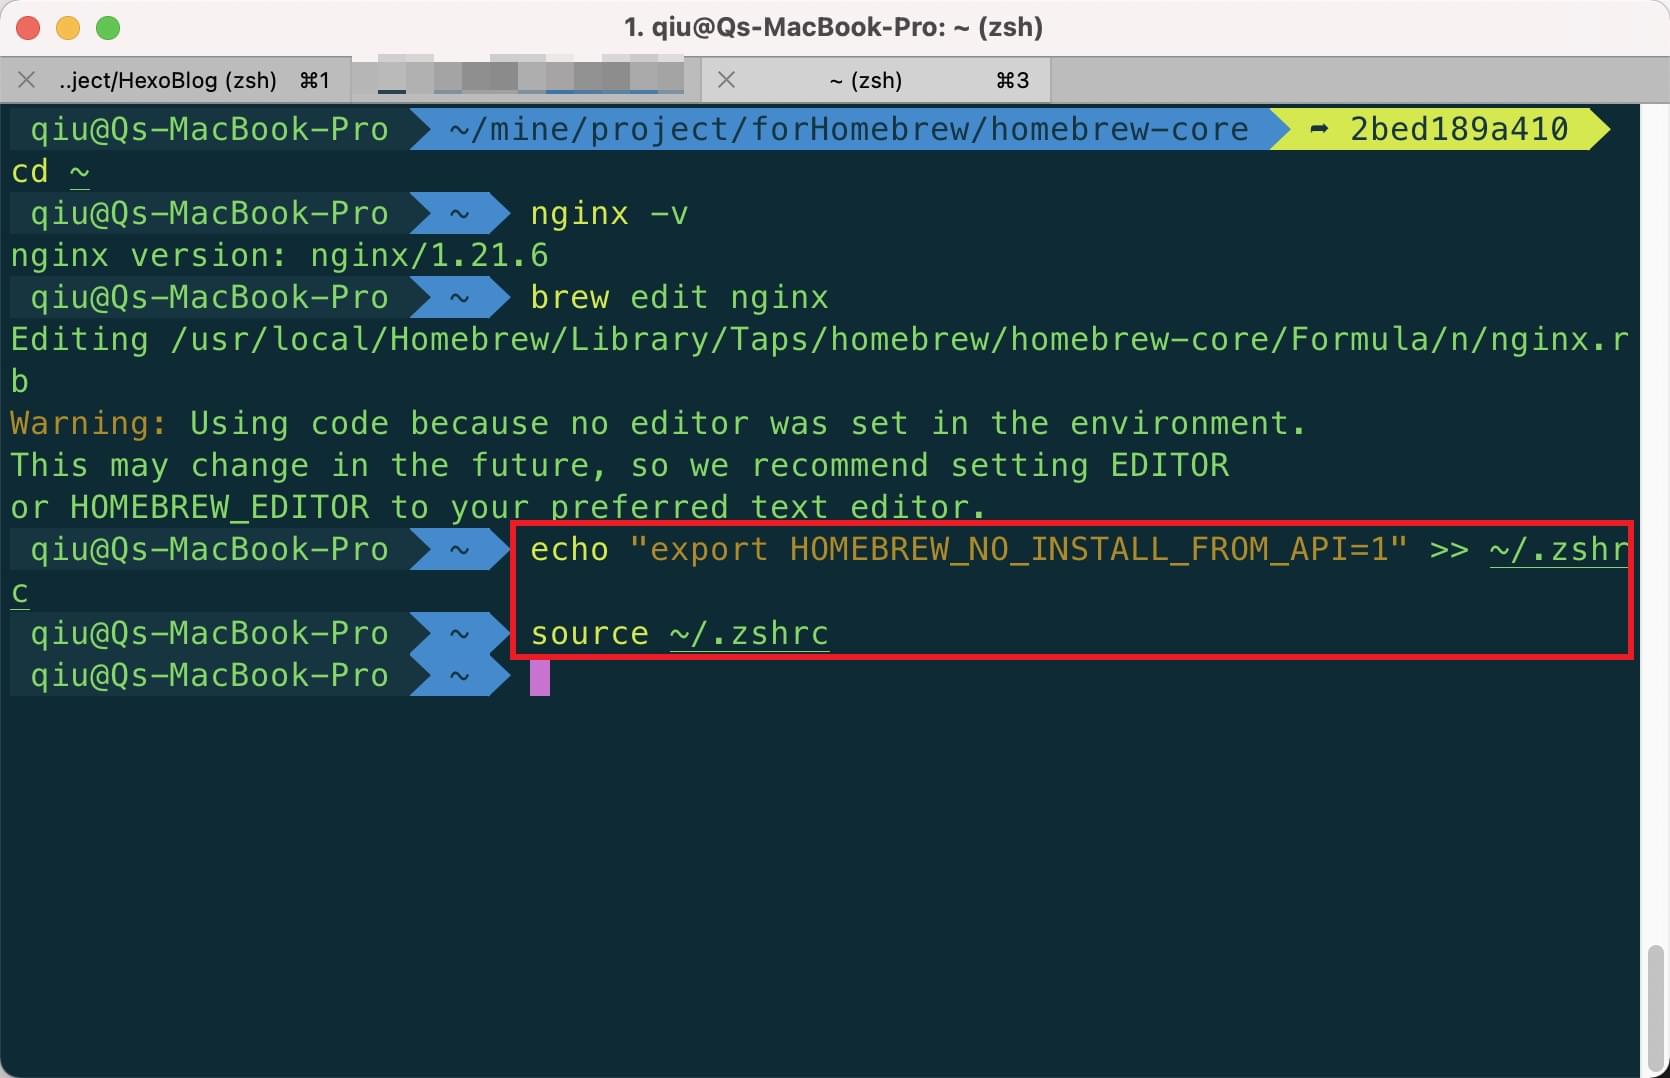 1. qiu@Qs-MacBook-Pro: ~ (zsh)
..ject/HexoBlog (zsh) ⌘1
~ (zsh) ⌘3
qiu@Qs-MacBook-Pro ~/mine/project/forHomebrew/homebrew-core ➦ 2bed189a410
cd ~
qiu@Qs-MacBook-Pro ~ nginx -v
nginx version: nginx/1.21.6
qiu@Qs-MacBook-Pro ~ brew edit nginx
Editing /usr/local/Homebrew/Library/Taps/homebrew/homebrew-core/Formula/n/nginx.r
b
Warning: Using code because no editor was set in the environment.
This may change in the future, so we recommend setting EDITOR
or HOMEBREW_EDITOR to your preferred text editor.
qiu@Qs-MacBook-Pro ~ echo "export HOMEBREW_NO_INSTALL_FROM_API=1" >> ~/.zshr
c
qiu@Qs-MacBook-Pro ~ source ~/.zshrc
qiu@Qs-MacBook-Pro ~